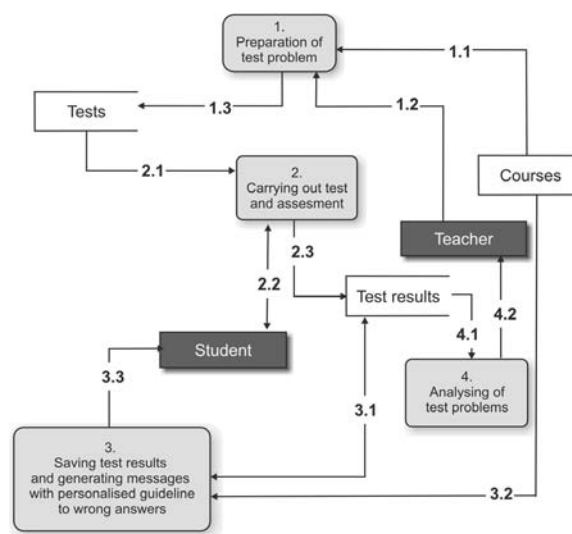 1.
Preparation of
test problem
1.1
1.3
1.2
Tests
2.1
2.
Carrying out test
and assesment
Courses
Teacher
2.3
2.2
Test results
4.1
4.2
Student
3.3
4.
Analysing of
test problems
3.1
3.
Saving test results
and generating messages
with personalised guideline
to wrong answers
3.2